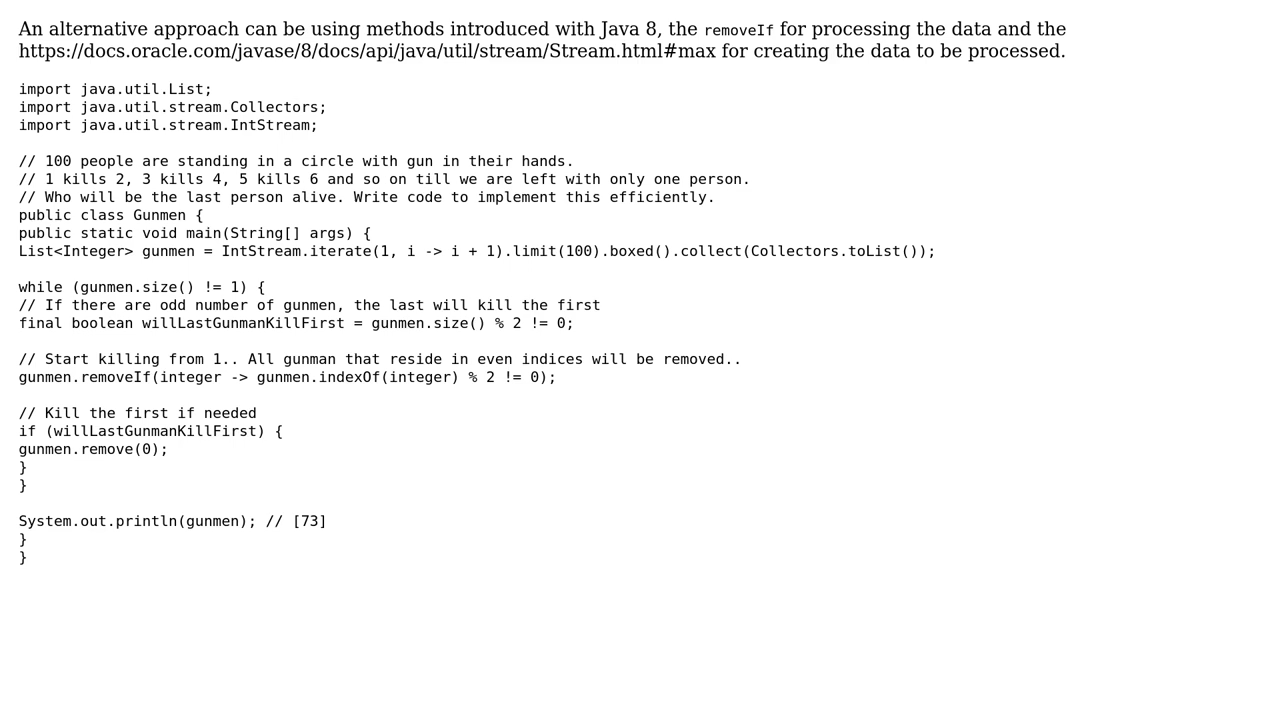 An alternative approach can be using methods introduced with Java 8, the removeIf for processing the data and the
https://docs.oracle.com/javase/8/docs/api/java/util/stream/Stream.html#max for creating the data to be processed.
import java.util.List;
import java.util.stream.Collectors;
import java.util.stream.IntStream;
// 100 people are standing in a circle with gun in their hands.
// 1 kills 2, 3 kills 4, 5 kills 6 and so on till we are left with only one person.
// Who will be the last person alive. Write code to implement this efficiently.
public class Gunmen {
public static void main(String[] args) {
List<Integer> gunmen = IntStream.iterate(1, i -> i + 1).limit(100).boxed().collect(Collectors.toList());
while (gunmen.size() != 1) {
// If there are odd number of gunmen, the last will kill the first
final boolean willLastGunmanKillFirst = gunmen.size() % 2 != 0;
// Start killing from 1.. All gunman that reside in even indices will be removed..
gunmen.removeIf(integer -> gunmen.indexOf(integer) % 2 != 0);
// Kill the first if needed
if (willLastGunmanKillFirst) {
gunmen.remove(0);
}
}
System.out.println(gunmen); // [73]
}
}